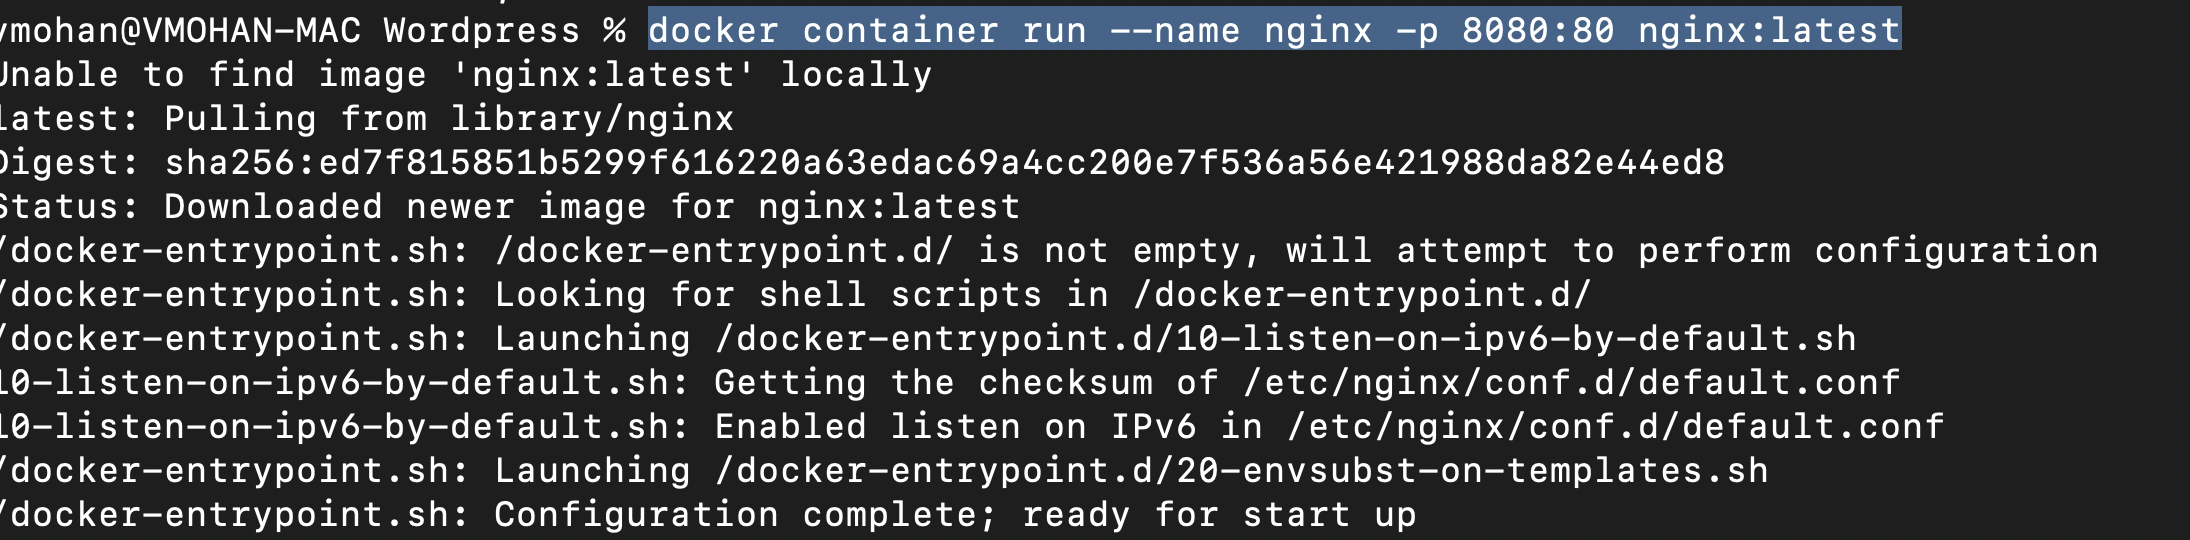 vmohan@VMOHAN-MAC Wordpress % docker container run --name nginx -p 8080:80 nginx:latest
Unable to find image 'nginx:latest' locally
latest: Pulling from library/nginx
Digest: sha256:ed7f815851b5299f616220a63edac69a4cc200e7f536a56e421988da82e44ed8
Status: Downloaded newer image for nginx:latest
/docker-entrypoint.sh: /docker-entrypoint.d/ is not empty, will attempt to perform configuration
/docker-entrypoint.sh: Looking for shell scripts in /docker-entrypoint.d/
/docker-entrypoint.sh: Launching /docker-entrypoint.d/10-listen-on-ipv6-by-default.sh
10-listen-on-ipv6-by-default.sh: Getting the checksum of /etc/nginx/conf.d/default.conf
10-listen-on-ipv6-by-default.sh: Enabled listen on IPv6 in /etc/nginx/conf.d/default.conf
/docker-entrypoint.sh: Launching /docker-entrypoint.d/20-envsubst-on-templates.sh
/docker-entrypoint.sh: Configuration complete; ready for start up